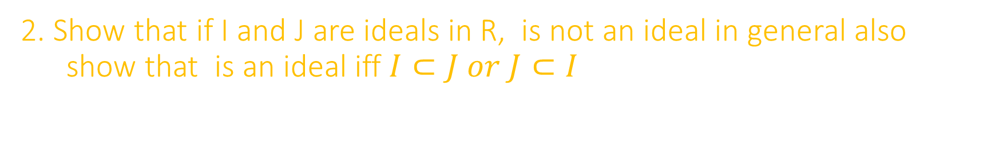 2. Show that if I and J are ideals in R, is not an ideal in general also
show that is an ideal iff I ⊂ J or J ⊂ I